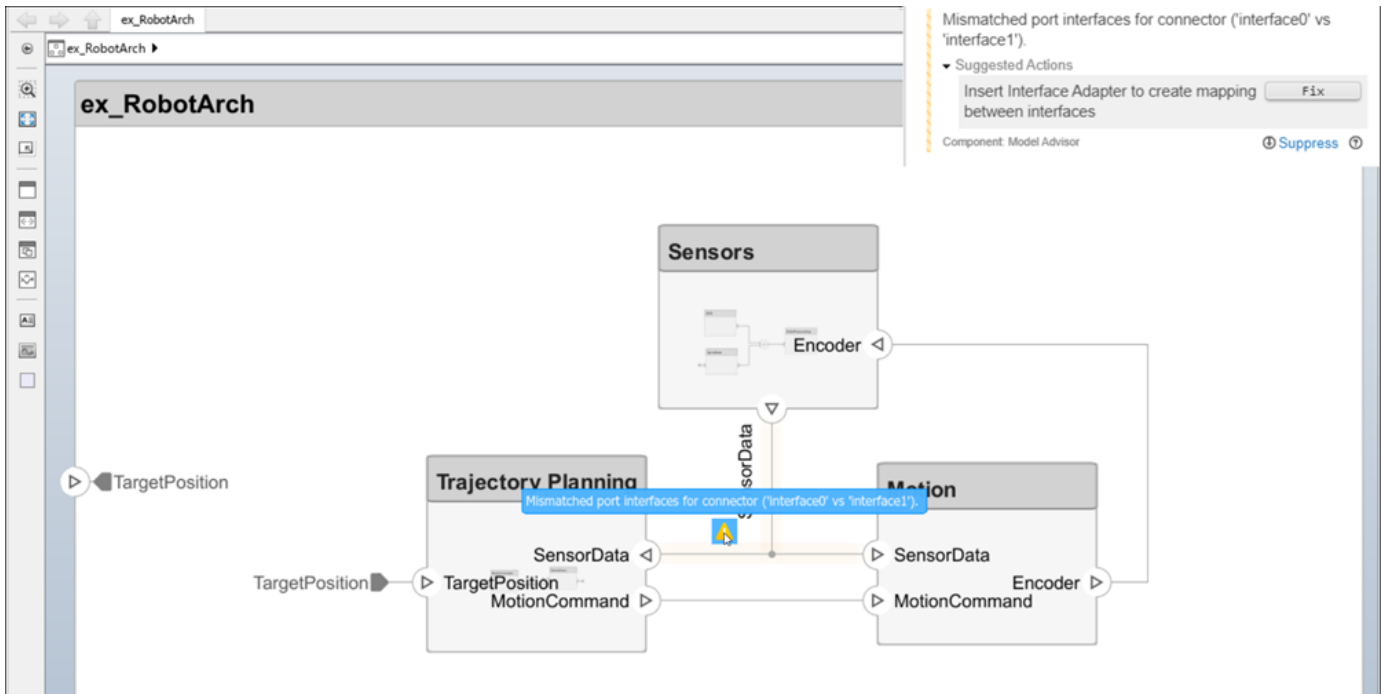 ex_RobotArch
ex_RobotArch
ex_RobotArch
Mismatched port interfaces for connector ('interface0' vs
'interface1').
Suggested Actions
Insert Interface Adapter to create mapping
between interfaces
Fix
Component: Model Advisor
Suppress
Sensors
Encoder
TargetPosition
Trajectory Planning
Mismatched port interfaces for connector ('interface0' vs 'interface1').
Motion
SensorData
SensorData
TargetPosition
TargetPosition
MotionCommand
SensorData
Encoder
MotionCommand